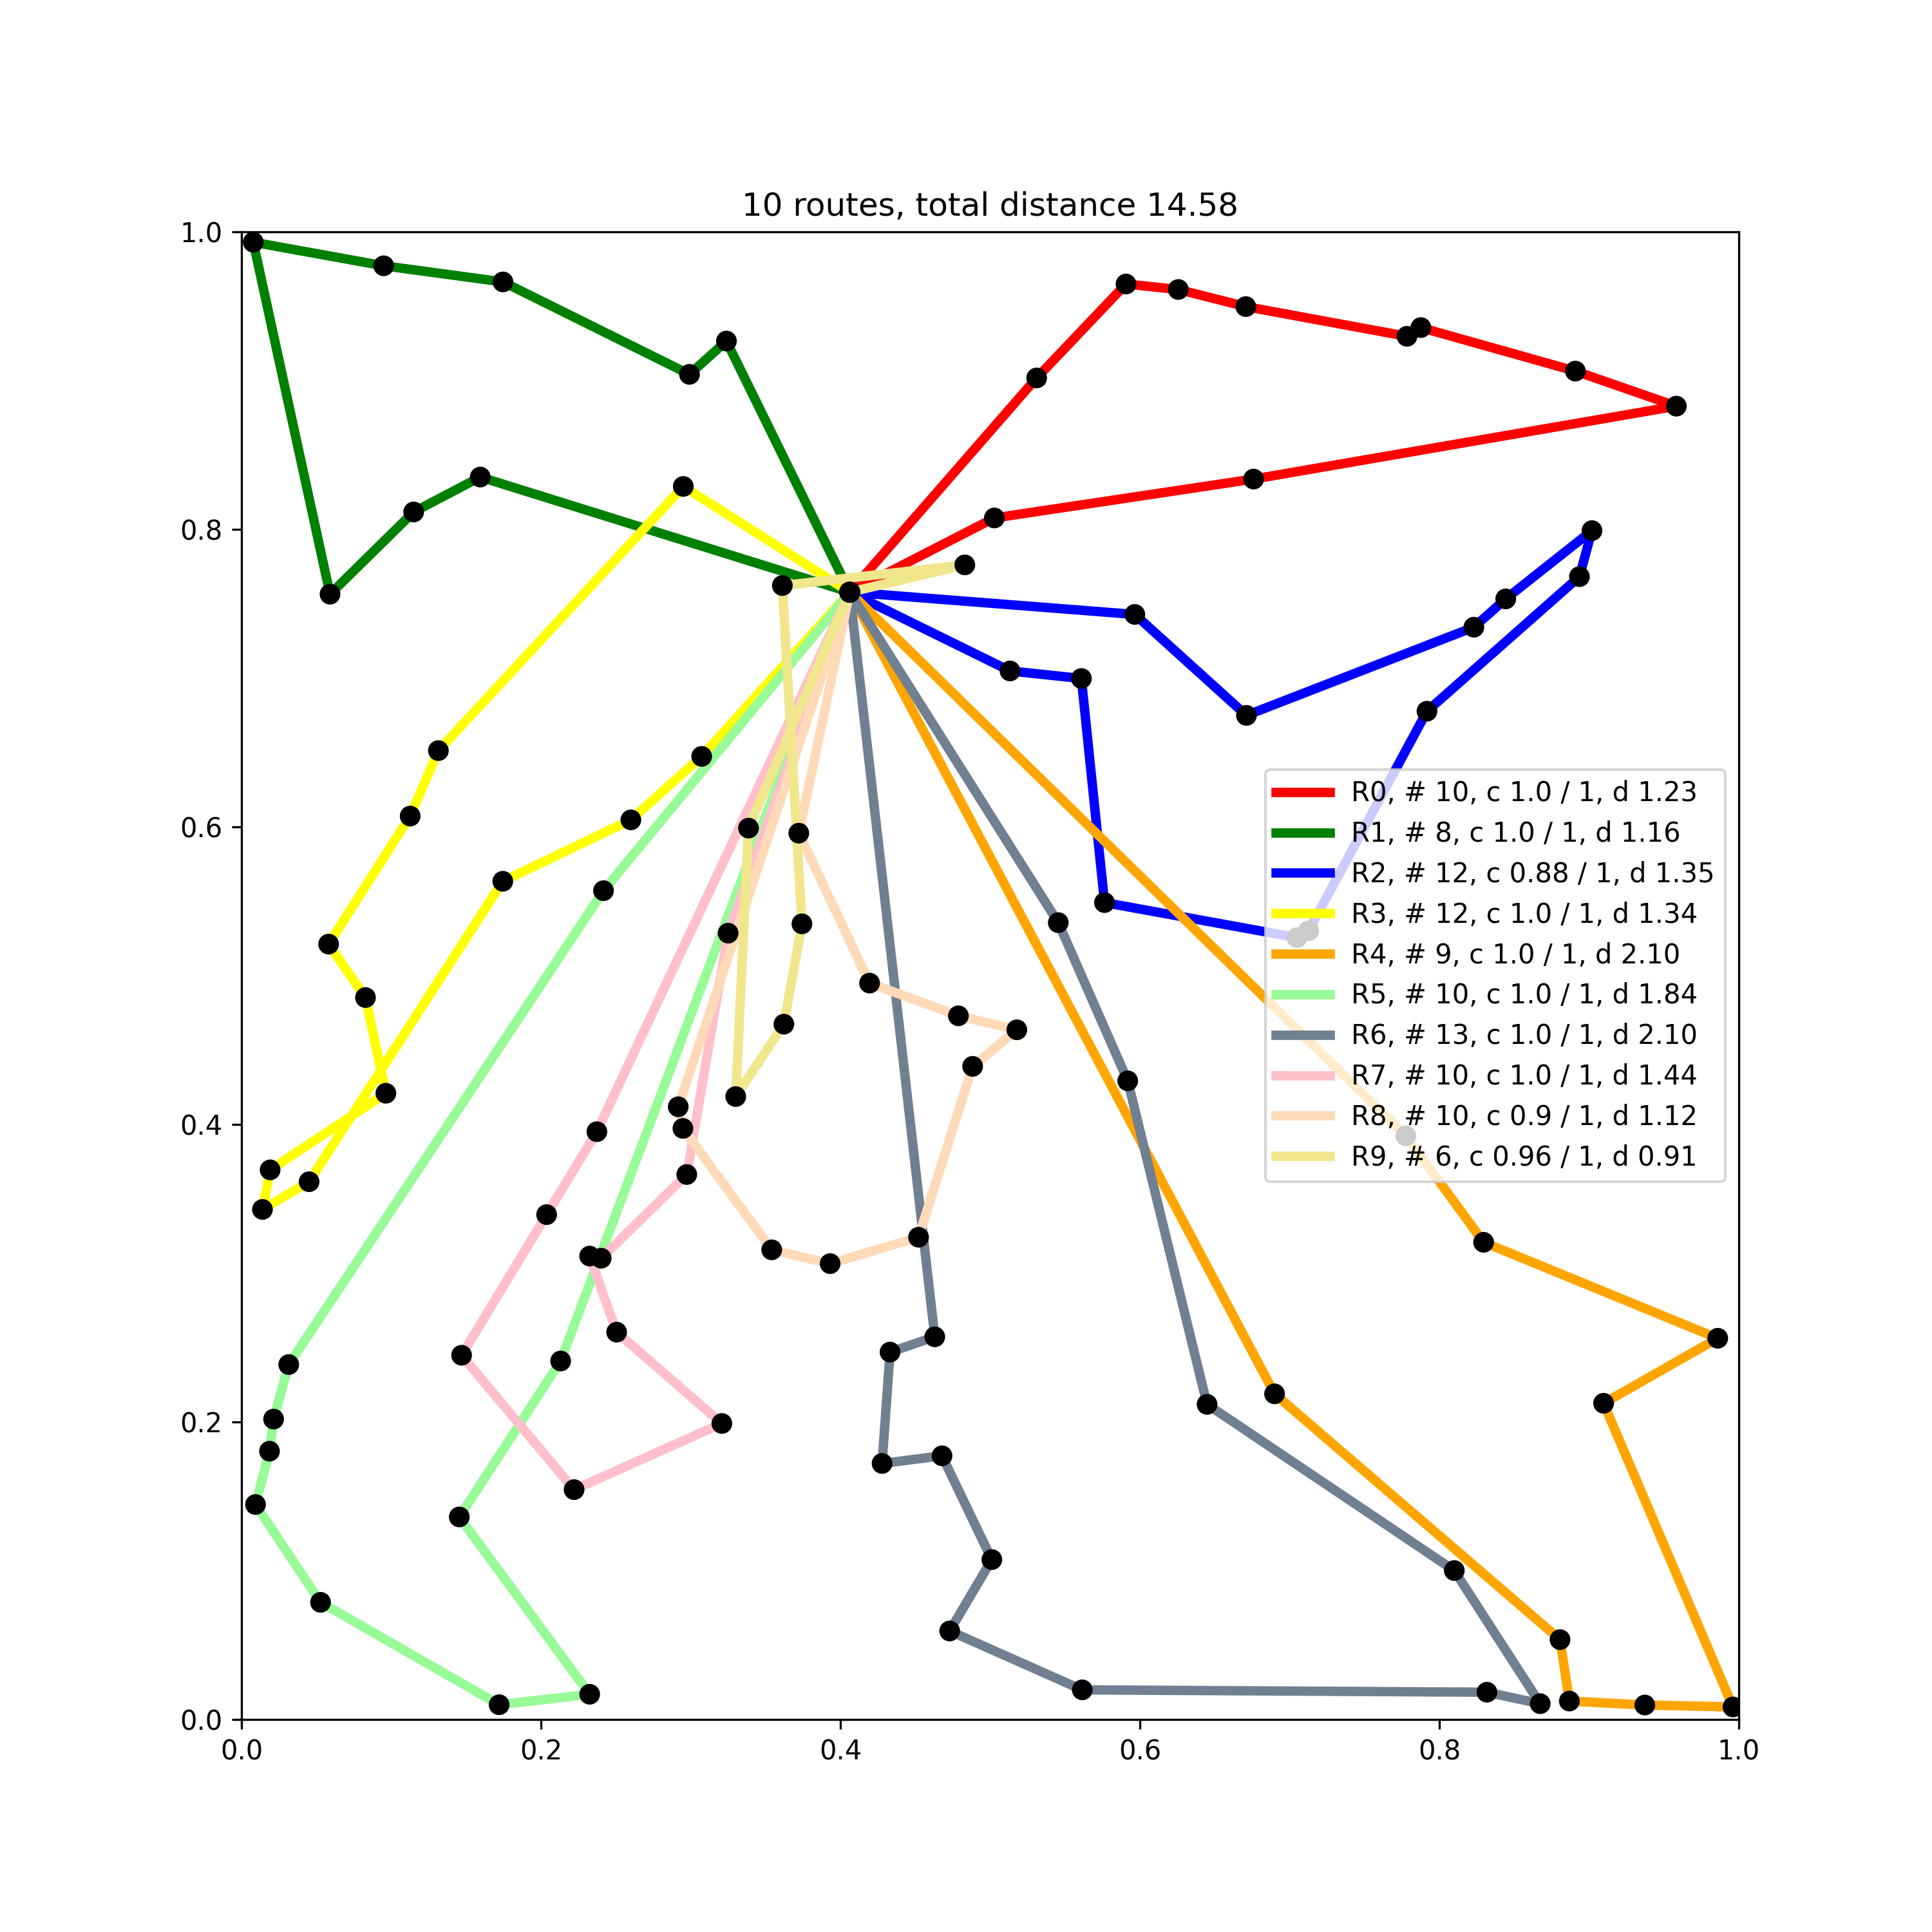 10 routes, total distance 14.58
1.0
0.8
0.6
0.4
0.2
0.0
0.0 0.2 0.4 0.6 0.8 1.0
R0, # 10, c 1.0 / 1, d 1.23
R1, # 8, c 1.0 / 1, d 1.16
R2, # 12, c 0.88 / 1, d 1.35
R3, # 12, c 1.0 / 1, d 1.34
R4, # 9, c 1.0 / 1, d 2.10
R5, # 10, c 1.0 / 1, d 1.84
R6, # 13, c 1.0 / 1, d 2.10
R7, # 10, c 1.0 / 1, d 1.44
R8, # 10, c 0.9 / 1, d 1.12
R9, # 6, c 0.96 / 1, d 0.91